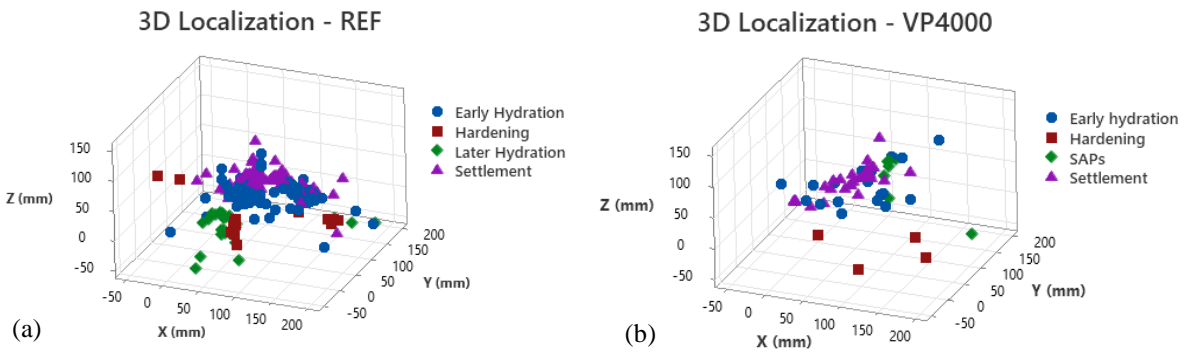 3D Localization - REF
Early Hydration
Hardening
Later Hydration
Settlement
150
100
Z (mm)
50
0
-50
-50
0
50
100
150
200
X (mm)
-50
0
50
100
150
200
Y (mm)
(a)
3D Localization - VP4000
Early hydration
Hardening
SAPs
Settlement
150
100
Z (mm)
50
0
-50
-50
0
50
100
150
200
X (mm)
-50
0
50
100
150
200
Y (mm)
(b)